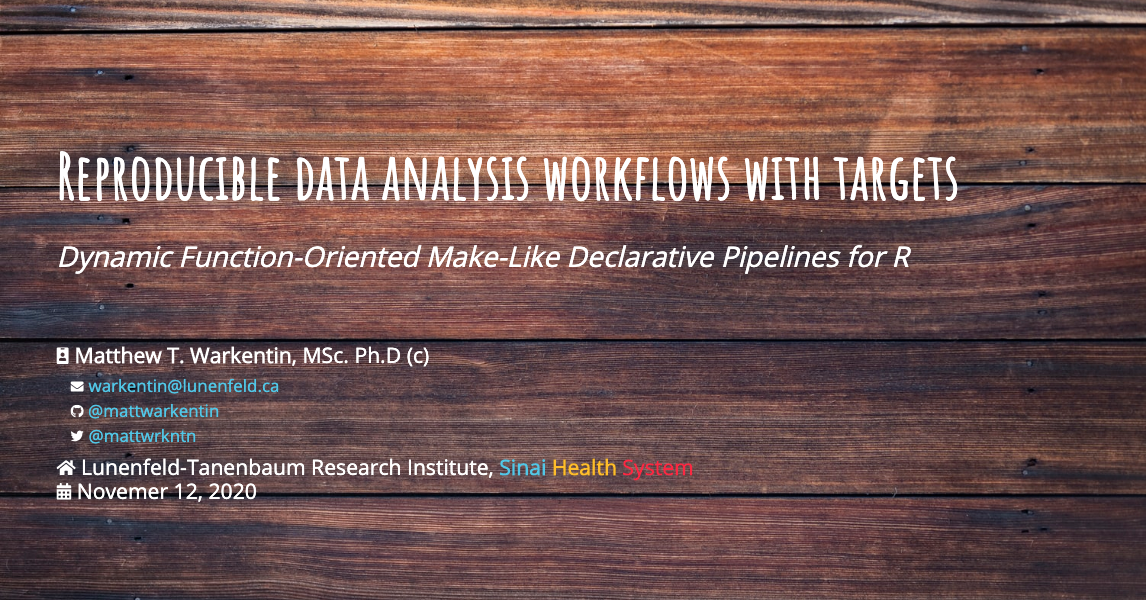 Reproducible data analysis workflows with targets
Dynamic Function-Oriented Make-Like Declarative Pipelines for R
Matthew T. Warkentin, MSc. Ph.D (c)
warkentin@lunenfeld.ca
@mattwarkentin
@mattwrkntn
Lunenfeld-Tanenbaum Research Institute, Sinai Health System
Novemer 12, 2020